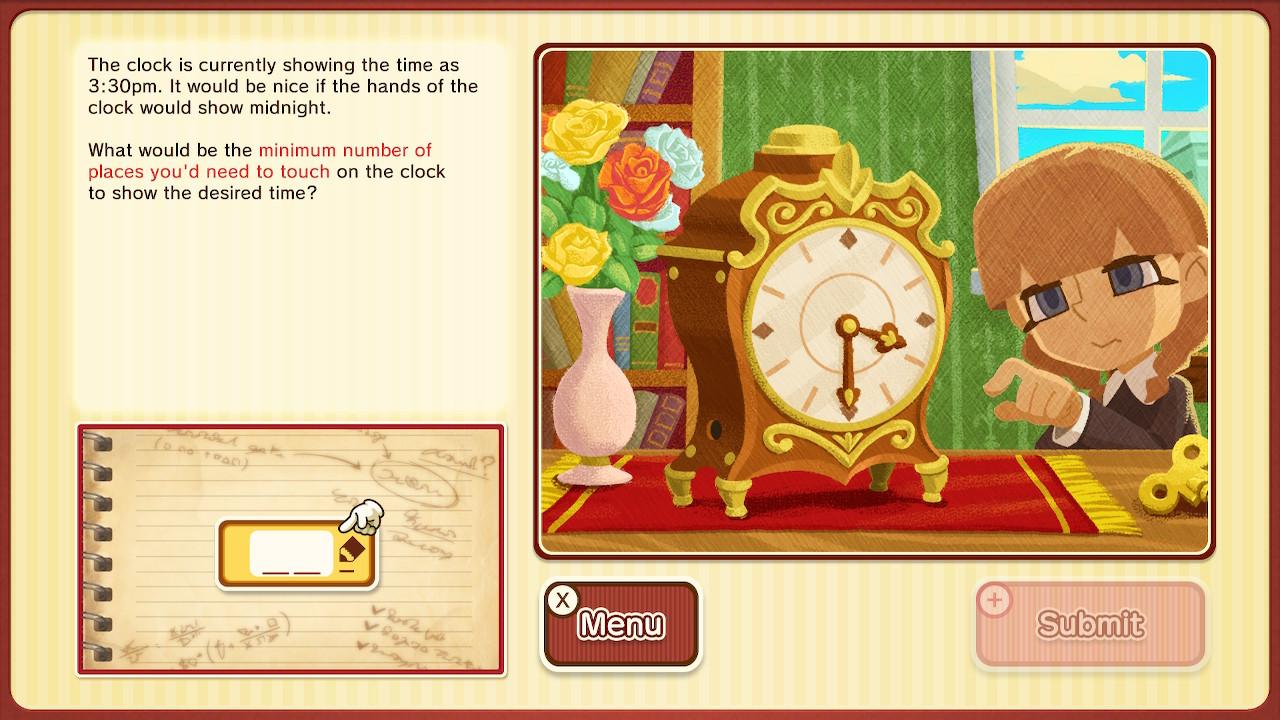 The clock is currently showing the time as
3:30pm. It would be nice if the hands of the
clock would show midnight.
What would be the minimum number of
places you'd need to touch on the clock
to show the desired time?
X Menu
+ Submit